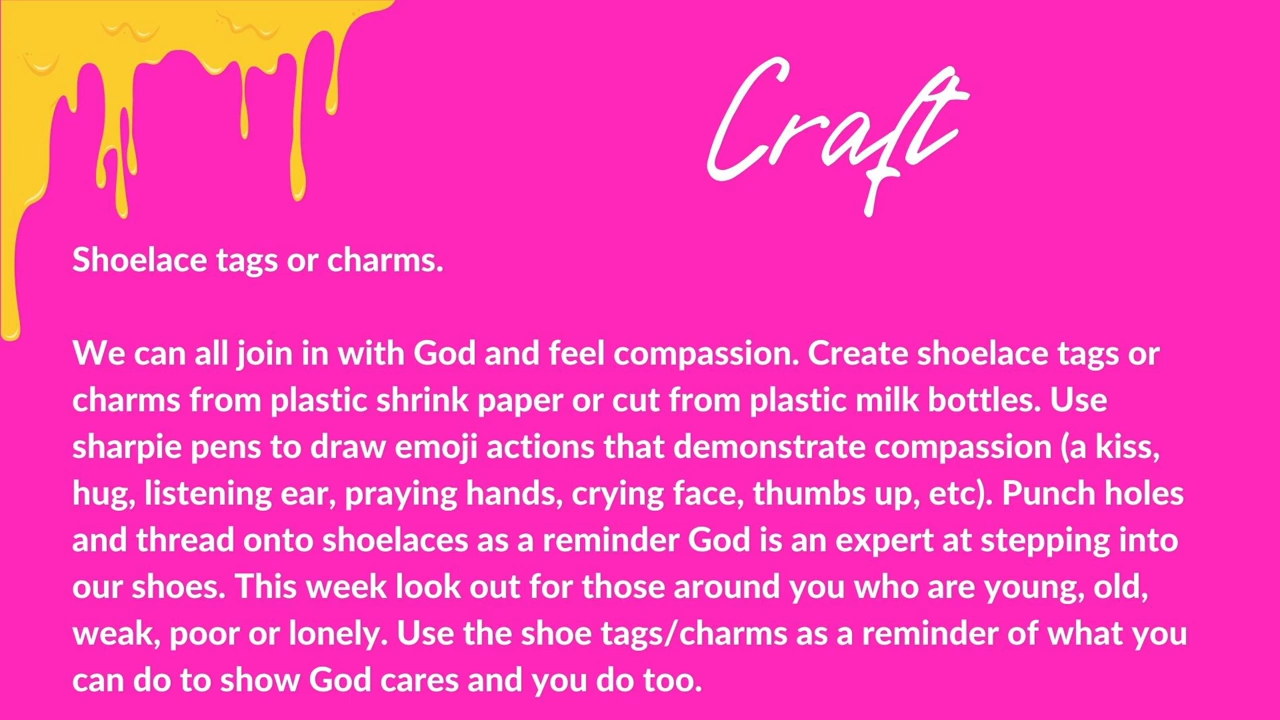 Craft
Shoelace tags or charms.
We can all join in with God and feel compassion. Create shoelace tags or
charms from plastic shrink paper or cut from plastic milk bottles. Use
sharpie pens to draw emoji actions that demonstrate compassion (a kiss,
hug, listening ear, praying hands, crying face, thumbs up, etc). Punch holes
and thread onto shoelaces as a reminder God is an expert at stepping into
our shoes. This week look out for those around you who are young, old,
weak, poor or lonely. Use the shoe tags/charms as a reminder of what you
can do to show God cares and you do too.